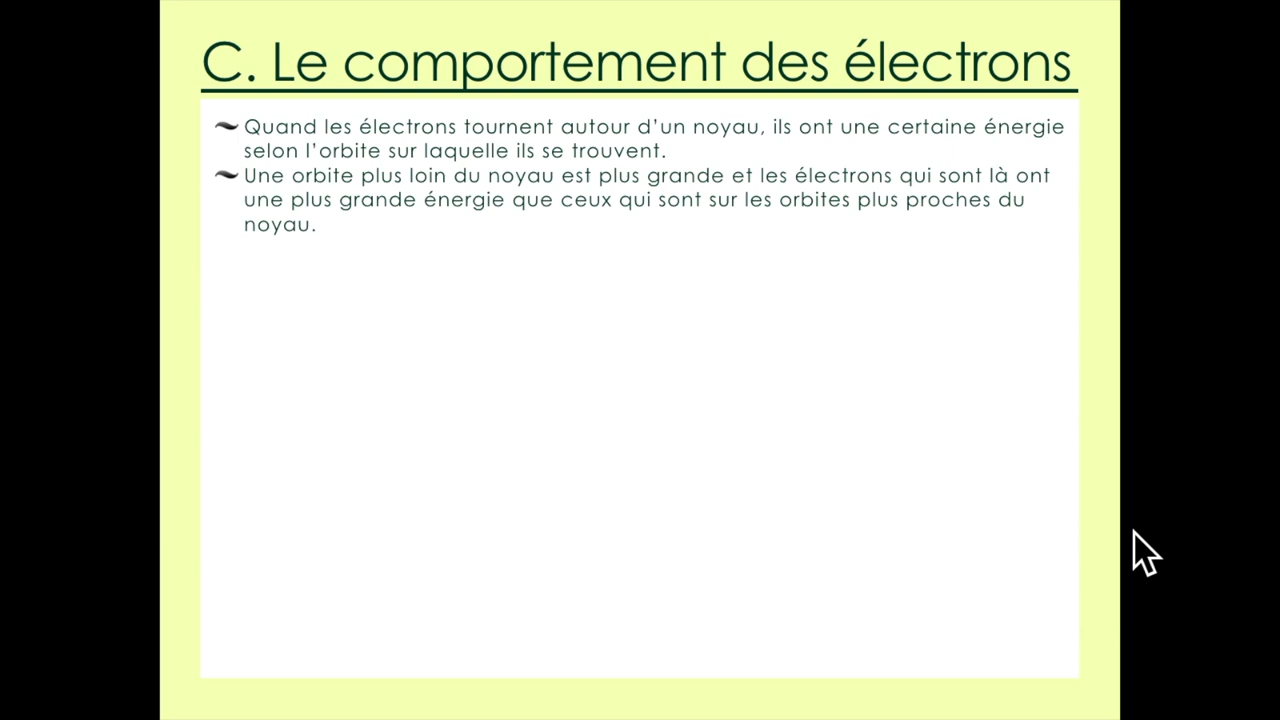 C. Le comportement des électrons
Quand les électrons tournent autour d'un noyau, ils ont une certaine énergie
selon l'orbite sur laquelle ils se trouvent.
Une orbite plus loin du noyau est plus grande et les électrons qui sont là ont
une plus grande énergie que ceux qui sont sur les orbites plus proches du
noyau.